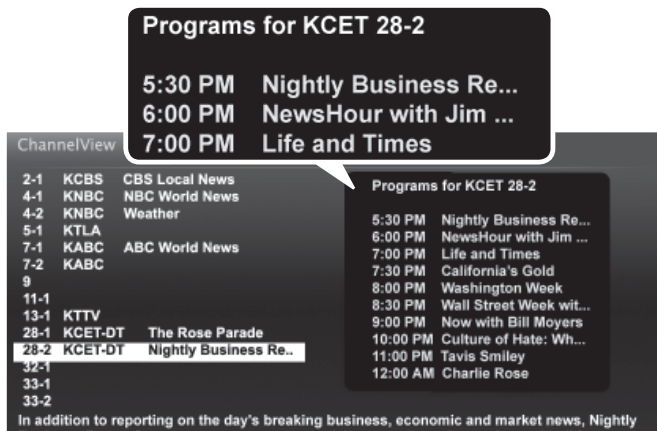 Programs for KCET 28-2
5:30 PM Nightly Business Re...
6:00 PM NewsHour with Jim ...
7:00 PM Life and Times
ChannelView
2-1 KCBS CBS Local News
4-1 KNBC NBC World News
4-2 KNBC Weather
5-1 KTLA
7-1 KABC ABC World News
7-2 KABC
9
11-1
13-1 KTTV
28-1 KCET-DT The Rose Parade
28-2 KCET-DT Nightly Business Re..
32-1
33-1
33-2
Programs for KCET 28-2
5:30 PM Nightly Business Re...
6:00 PM NewsHour with Jim ...
7:00 PM Life and Times
7:30 PM California's Gold
8:00 PM Washington Week
8:30 PM Wall Street Week wit...
9:00 PM Now with Bill Moyers
10:00 PM Culture of Hate: Wh...
11:00 PM Tavis Smiley
12:00 AM Charlie Rose
In addition to reporting on the day's breaking business, economic and market news, Nightly